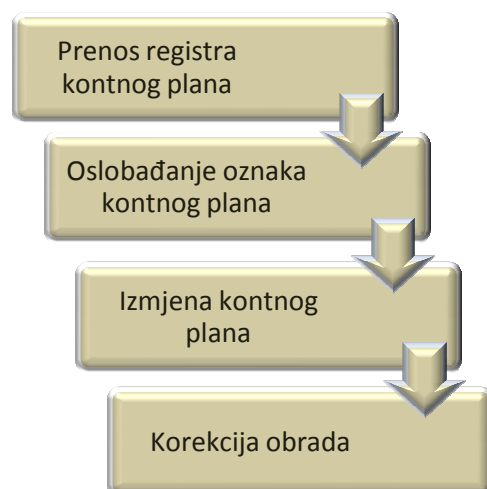 Prenos registra
kontnog plana
Oslobađanje oznaka
kontnog plana
Izmjena kontnog
plana
Korekcija obrada